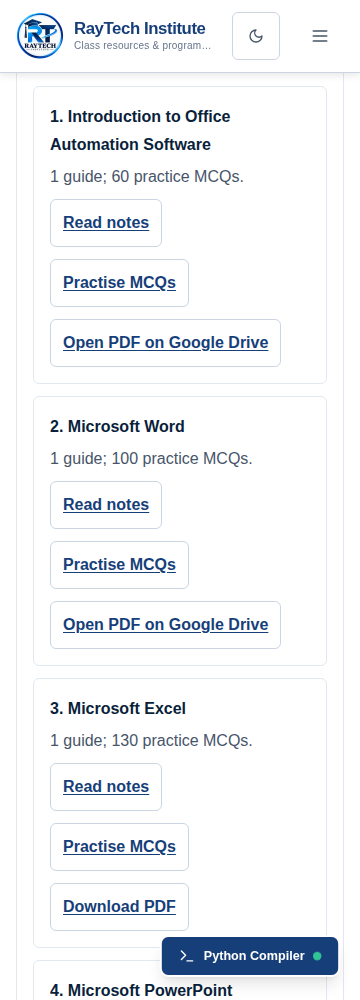 RT
RAYTECH
RayTech Institute
Class resources & program…
1. Introduction to Office
Automation Software
1 guide; 60 practice MCQs.
Read notes
Practise MCQs
Open PDF on Google Drive
2. Microsoft Word
1 guide; 100 practice MCQs.
Read notes
Practise MCQs
Open PDF on Google Drive
3. Microsoft Excel
1 guide; 130 practice MCQs.
Read notes
Practise MCQs
Download PDF
Python Compiler
4. Microsoft PowerPoint